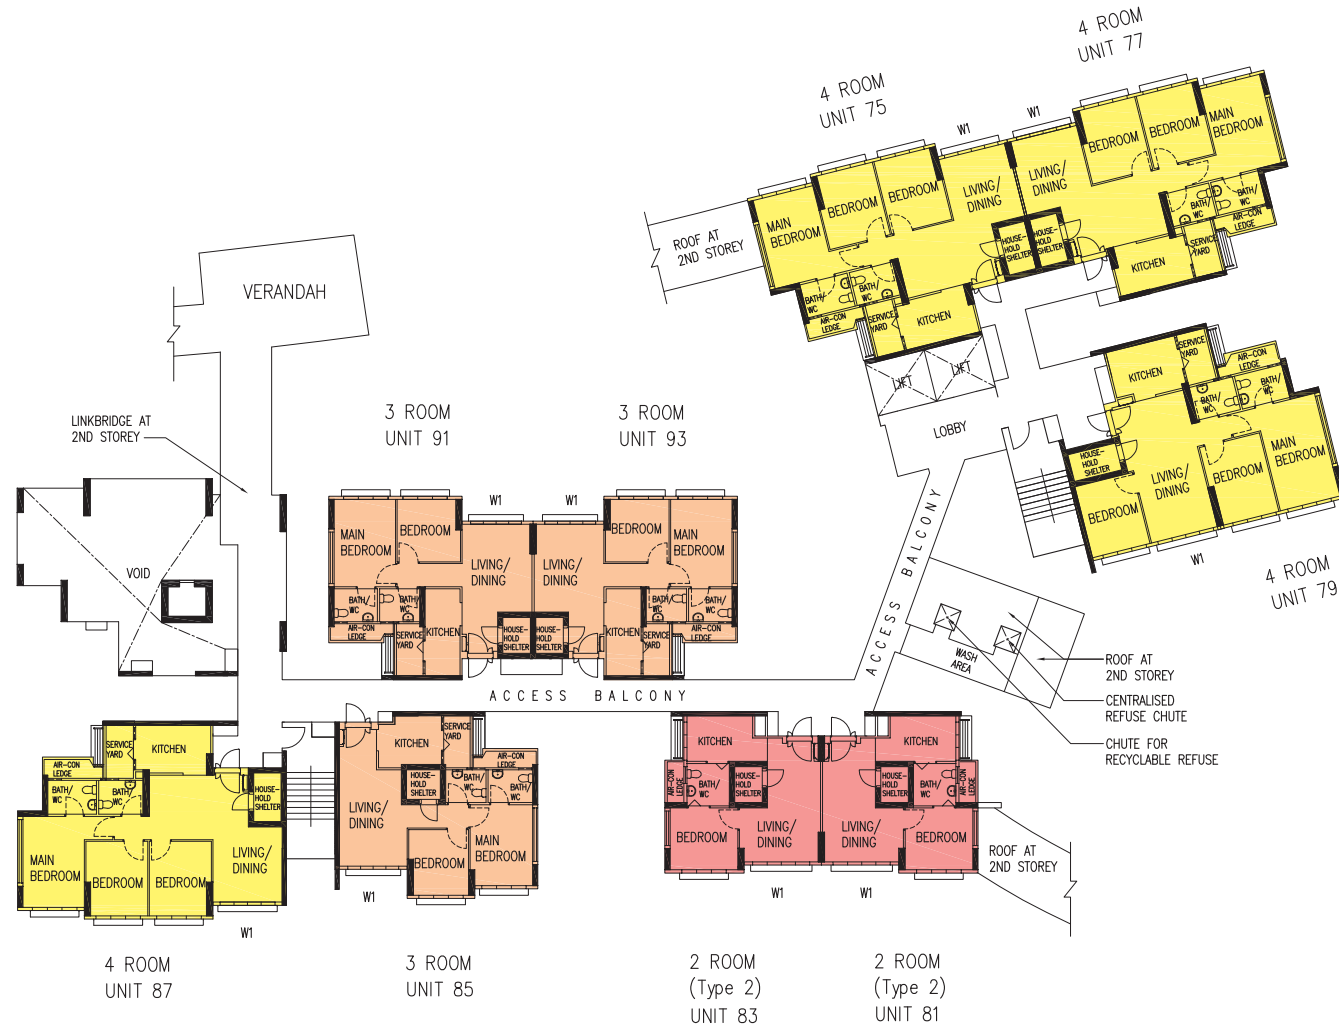 4 ROOM
UNIT 77
4 ROOM
UNIT 75
W1
W1
BEDROOM
BEDROOM
MAIN
BEDROOM
LIVING/
DINING
BATH/
WC
BATH/
WC
AIR-CON
LEDGE
SERVICE
YARD
KITCHEN
HOUSE-
HOLD
SHELTER
HOUSE-
HOLD
SHELTER
LIVING/
DINING
BEDROOM
BEDROOM
MAIN
BEDROOM
BATH/
WC
BATH/
WC
AIR-CON
LEDGE
SERVICE
YARD
KITCHEN
ROOF AT
2ND STOREY
LIFT
LIFT
LOBBY
VERANDAH
LINKBRIDGE AT
2ND STOREY
VOID
KITCHEN
SERVICE
YARD
AIR-CON
LEDGE
BATH/
WC
BATH/
WC
HOUSE-
HOLD
SHELTER
LIVING/
DINING
BEDROOM
BEDROOM
MAIN
BEDROOM
W1
4 ROOM
UNIT 79
3 ROOM
UNIT 91
3 ROOM
UNIT 93
W1
W1
MAIN
BEDROOM
BEDROOM
LIVING/
DINING
BATH/
WC
BATH/
WC
AIR-CON
LEDGE
SERVICE
YARD
KITCHEN
HOUSE-
HOLD
SHELTER
HOUSE-
HOLD
SHELTER
LIVING/
DINING
BEDROOM
MAIN
BEDROOM
BATH/
WC
BATH/
WC
AIR-CON
LEDGE
KITCHEN
SERVICE
YARD
ACCESS BALCONY
ACCESS BALCONY
WASH
AREA
ROOF AT
2ND STOREY
CENTRALISED
REFUSE CHUTE
CHUTE FOR
RECYCLABLE REFUSE
SERVICE
YARD
KITCHEN
AIR-CON
LEDGE
BATH/
WC
BATH/
WC
HOUSE-
HOLD
SHELTER
MAIN
BEDROOM
BEDROOM
BEDROOM
LIVING/
DINING
W1
4 ROOM
UNIT 87
KITCHEN
SERVICE
YARD
AIR-CON
LEDGE
HOUSE-
HOLD
SHELTER
BATH/
WC
BATH/
WC
LIVING/
DINING
BEDROOM
MAIN
BEDROOM
W1
3 ROOM
UNIT 85
KITCHEN
AIR-CON
LEDGE
BATH/
WC
HOUSE-
HOLD
SHELTER
BEDROOM
LIVING/
DINING
W1
2 ROOM
(Type 2)
UNIT 83
KITCHEN
HOUSE-
HOLD
SHELTER
BATH/
WC
AIR-CON
LEDGE
LIVING/
DINING
BEDROOM
W1
2 ROOM
(Type 2)
UNIT 81
ROOF AT
2ND STOREY